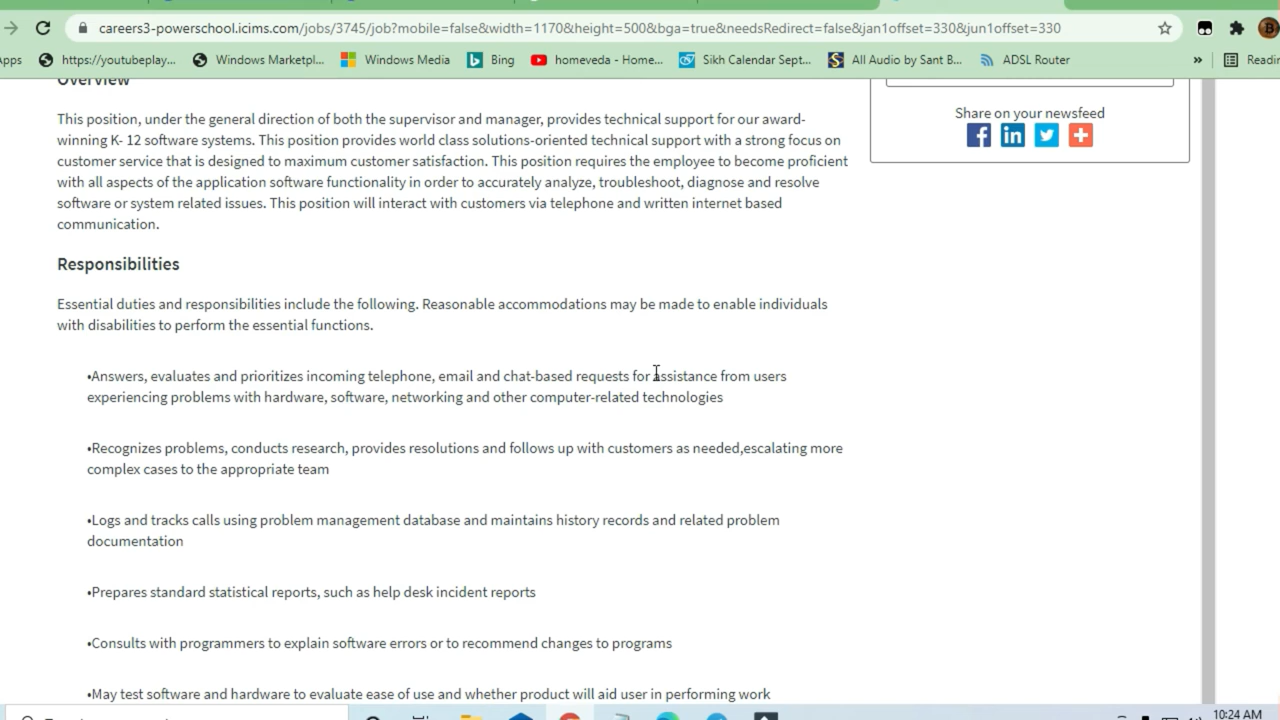 careers3-powerschool.icims.com/jobs/3745/job?mobile=false&width=1170&height=500&bga=true&needsRedirect=false&jan1offset=330&jun1offset=330
Apps https://youtubeplay... Windows Marketpl... Windows Media Bing homeveda - Home... Sikh Calendar Sept... All Audio by Sant B... ADSL Router » Readin
Overview
This position, under the general direction of both the supervisor and manager, provides technical support for our award-
winning K- 12 software systems. This position provides world class solutions-oriented technical support with a strong focus on
customer service that is designed to maximum customer satisfaction. This position requires the employee to become proficient
with all aspects of the application software functionality in order to accurately analyze, troubleshoot, diagnose and resolve
software or system related issues. This position will interact with customers via telephone and written internet based
communication.
Share on your newsfeed
Responsibilities
Essential duties and responsibilities include the following. Reasonable accommodations may be made to enable individuals
with disabilities to perform the essential functions.
•Answers, evaluates and prioritizes incoming telephone, email and chat-based requests for assistance from users
experiencing problems with hardware, software, networking and other computer-related technologies
•Recognizes problems, conducts research, provides resolutions and follows up with customers as needed,escalating more
complex cases to the appropriate team
•Logs and tracks calls using problem management database and maintains history records and related problem
documentation
•Prepares standard statistical reports, such as help desk incident reports
•Consults with programmers to explain software errors or to recommend changes to programs
•May test software and hardware to evaluate ease of use and whether product will aid user in performing work
10:24 AM